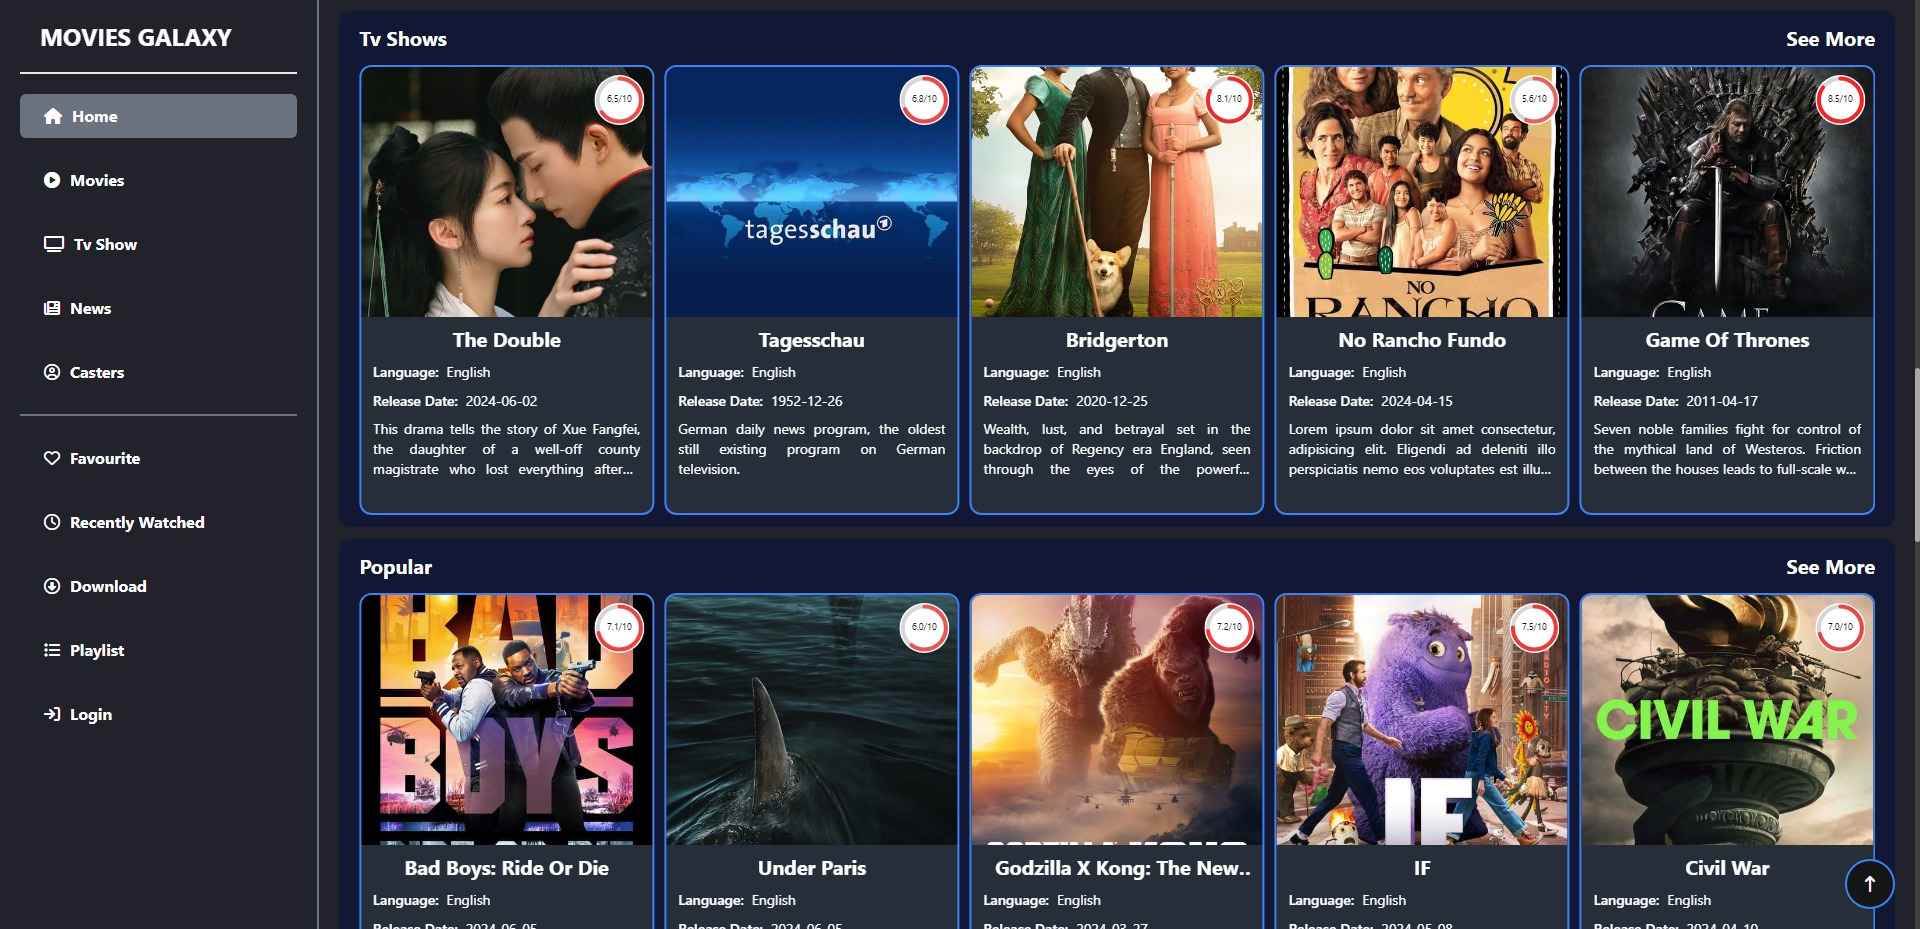 MOVIES GALAXY
Home
Movies
Tv Show
News
Casters
Favourite
Recently Watched
Download
Playlist
Login
Tv Shows
See More
6.5/10
The Double
Language: English
Release Date: 2024-06-02
This drama tells the story of Xue Fangfei,
the daughter of a well-off county
magistrate who lost everything after...
6.8/10
tagesschau
Tagesschau
Language: English
Release Date: 1952-12-26
German daily news program, the oldest
still existing program on German
television.
8.1/10
Bridgerton
Language: English
Release Date: 2020-12-25
Wealth, lust, and betrayal set in the
backdrop of Regency era England, seen
through the eyes of the powerf...
5.6/10
NO
RANCHO
No Rancho Fundo
Language: English
Release Date: 2024-04-15
Lorem ipsum dolor sit amet consectetur,
adipisicing elit. Eligendi ad deleniti illo
perspiciatis nemo eos voluptates est illu...
8.5/10
GAME
Game Of Thrones
Language: English
Release Date: 2011-04-17
Seven noble families fight for control of
the mythical land of Westeros. Friction
between the houses leads to full-scale w...
Popular
See More
7.1/10
BAD
BOYS
Bad Boys: Ride Or Die
Language: English
Release Date: 2024-06-05
6.0/10
Under Paris
Language: English
Release Date: 2024-06-05
7.2/10
GODZILLA KONG
Godzilla X Kong: The New..
Language: English
Release Date: 2024-03-27
7.5/10
IF
IF
Language: English
Release Date: 2024-05-08
7.0/10
CIVIL WAR
Civil War
Language: English
Release Date: 2024-04-10